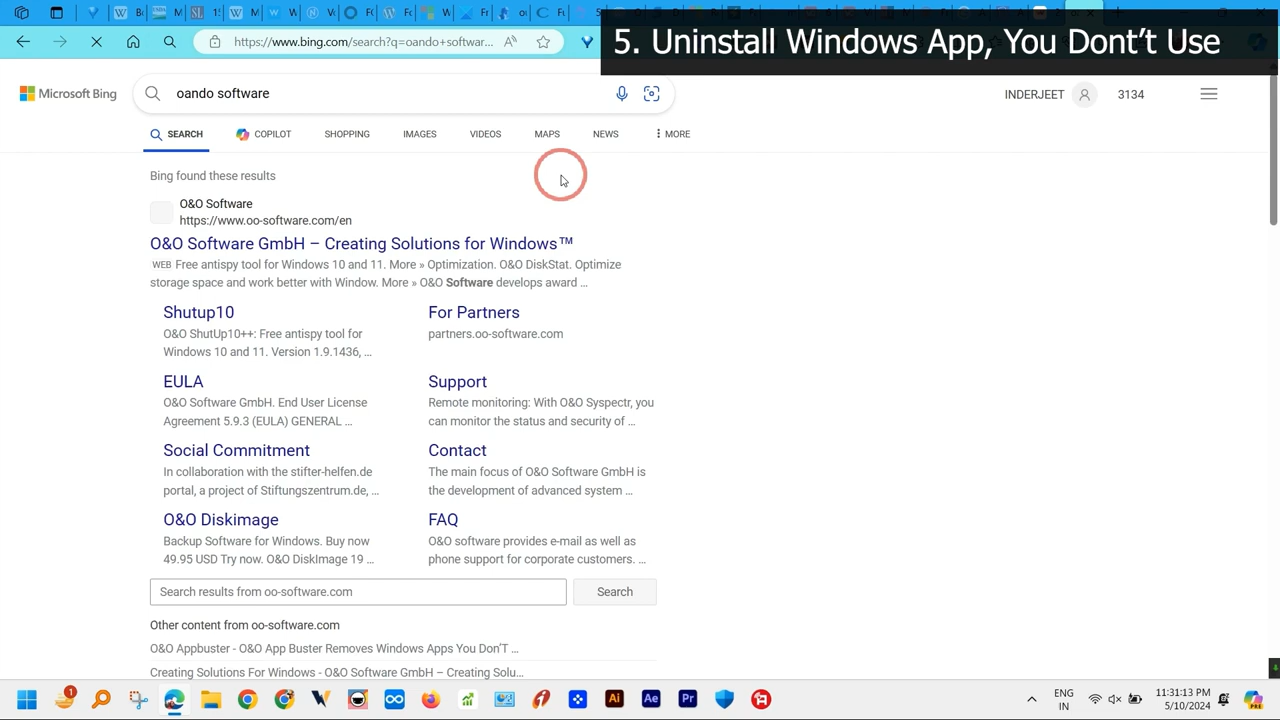 5. Uninstall Windows App, You Dont't Use
https://www.bing.com/search?q=oando+softwar...
Microsoft Bing
oando software
INDERJEET
3134
SEARCH
COPILOT
SHOPPING
IMAGES
VIDEOS
MAPS
NEWS
MORE
Bing found these results
O&O Software
https://www.oo-software.com/en
O&O Software GmbH – Creating Solutions for Windows™
WEB Free antispy tool for Windows 10 and 11. More » Optimization. O&O DiskStat. Optimize
storage space and work better with Window. More » O&O Software develops award ...
Shutup10
O&O ShutUp10++: Free antispy tool for
Windows 10 and 11. Version 1.9.1436, ...
For Partners
partners.oo-software.com
EULA
O&O Software GmbH. End User License
Agreement 5.9.3 (EULA) GENERAL ...
Support
Remote monitoring: With O&O Syspectr, you
can monitor the status and security of ...
Social Commitment
In collaboration with the stifter-helfen.de
portal, a project of Stiftungszentrum.de, ...
Contact
The main focus of O&O Software GmbH is
the development of advanced system ...
O&O Diskimage
Backup Software for Windows. Buy now
49.95 USD Try now. O&O DiskImage 19 ...
FAQ
O&O software provides e-mail as well as
phone support for corporate customers. ...
Search results from oo-software.com
Search
Other content from oo-software.com
O&O Appbuster - O&O App Buster Removes Windows Apps You Don'T ...
Creating Solutions For Windows - O&O Software GmbH – Creating Solu...
1
Ai
Ae
Pr
ENG
IN
11:31:13 PM
5/10/2024
PRE